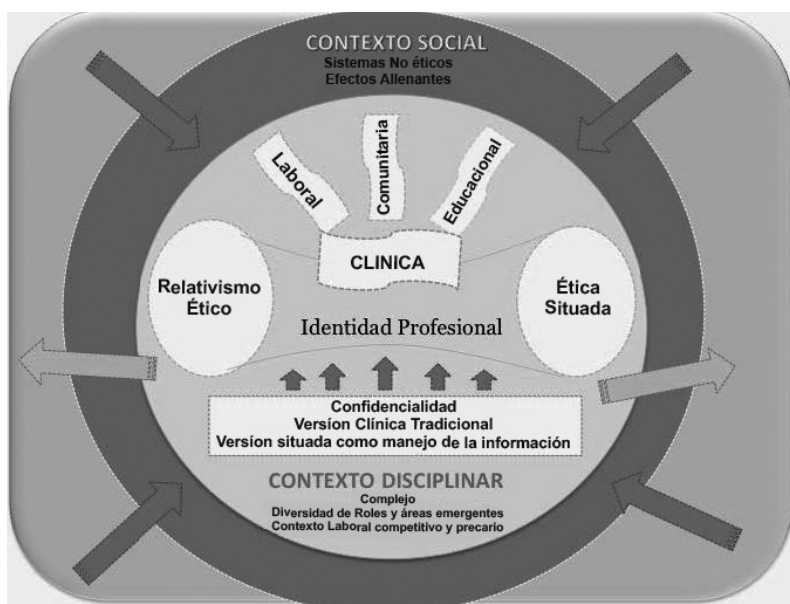 CONTEXTO SOCIAL
Sistemas No éticos
Efectos Allenantes
Laboral
Comunitaria
Educacional
CLINICA
Relativismo
Ético
Ética
Situada
Identidad Profesional
Confidencialidad
Versíon Clínica Tradicional
Versíon situada como manejo de la información
CONTEXTO DISCIPLINAR
Complejo
Diversidad de Roles y áreas emergentes
Contexto Laboral competitivo y precario